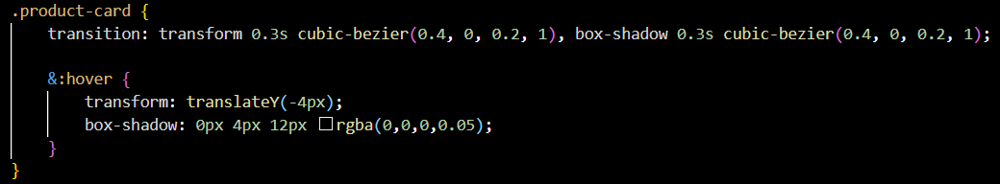 .product-card {
transition: transform 0.3s cubic-bezier(0.4, 0, 0.2, 1), box-shadow 0.3s cubic-bezier(0.4, 0, 0.2, 1);
&:hover {
transform: translateY(-4px);
box-shadow: 0px 4px 12px rgba(0,0,0,0.05);
}
}